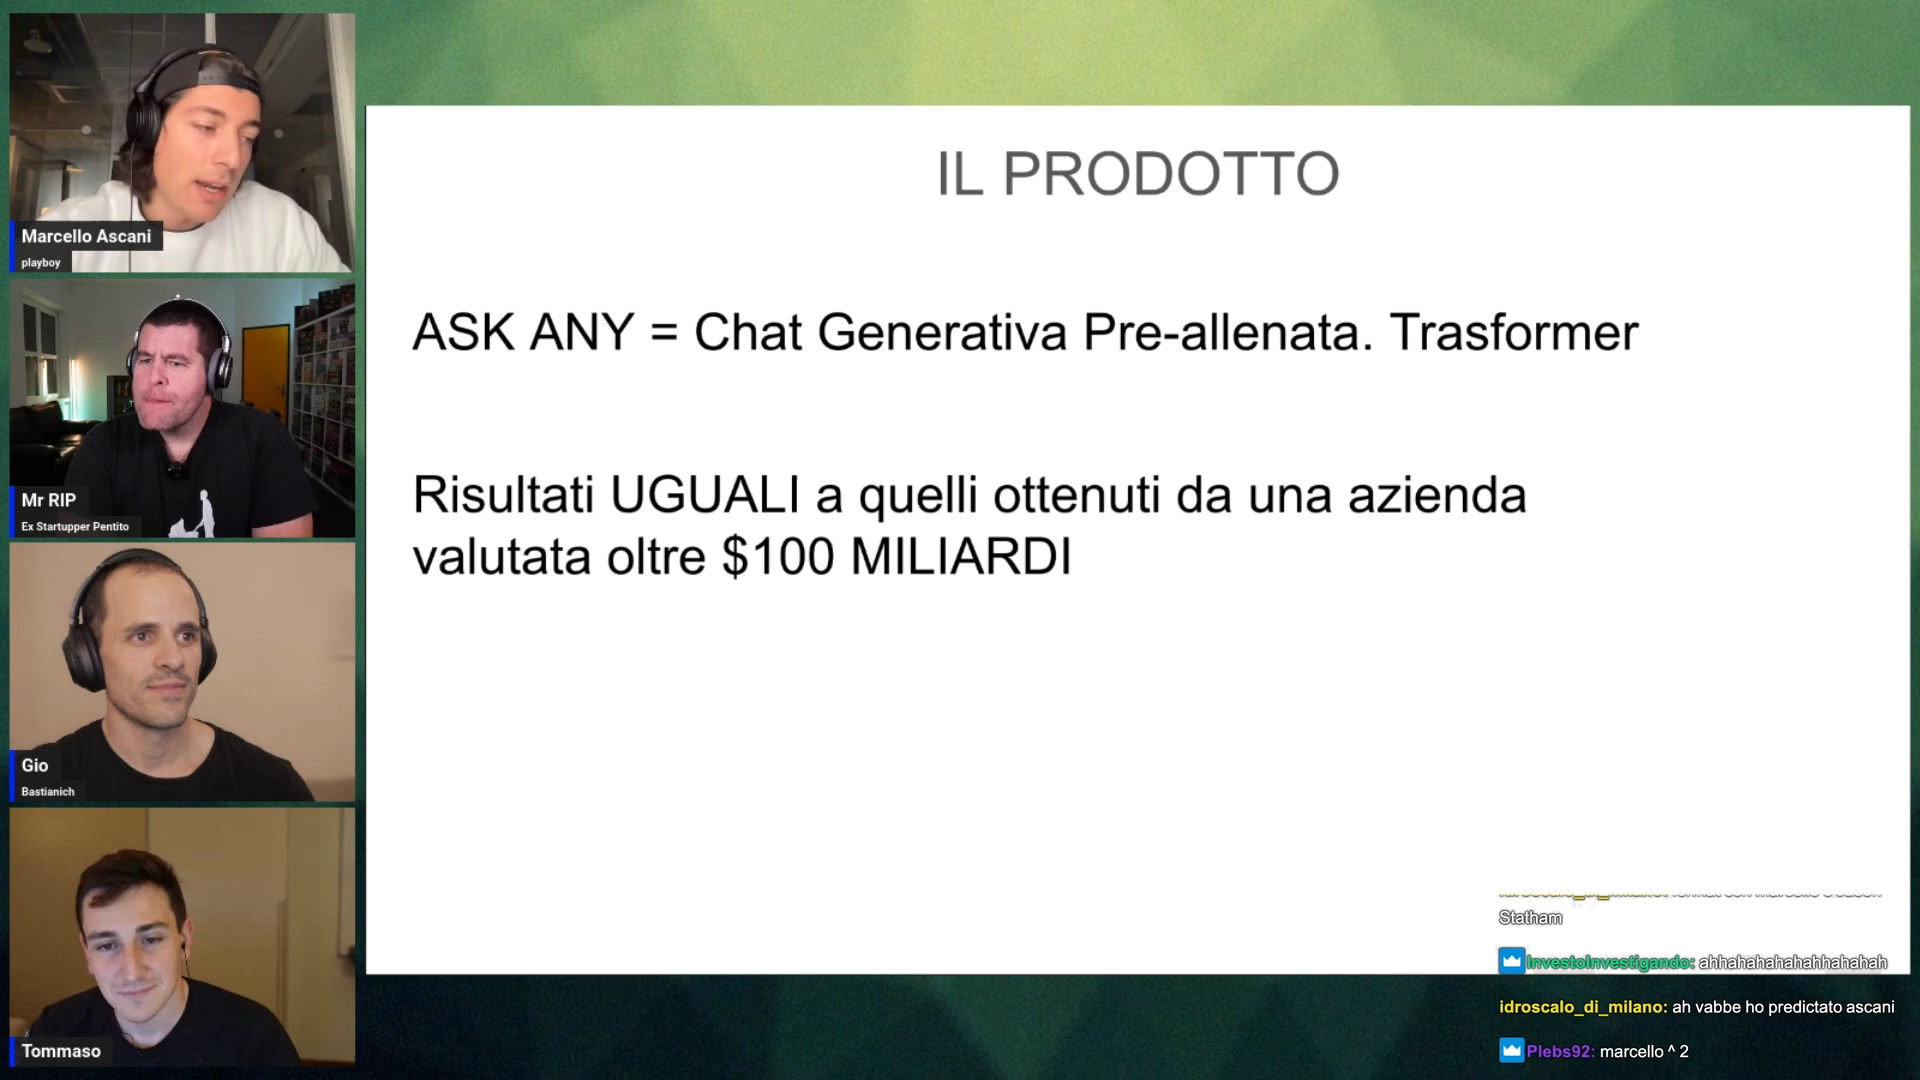 Marcello Ascani
playboy
Mr RIP
Ex Startupper Pentito
Gio
Bastianich
Tommaso
IL PRODOTTO
ASK ANY = Chat Generativa Pre-allenata. Trasformer
Risultati UGUALI a quelli ottenuti da una azienda
valutata oltre $100 MILIARDI
Statham
InvestoInvestigando: ahhahahahahahhahahah
idroscalo_di_milano: ah vabbe ho predictato ascani
Plebs92: marcello ^ 2